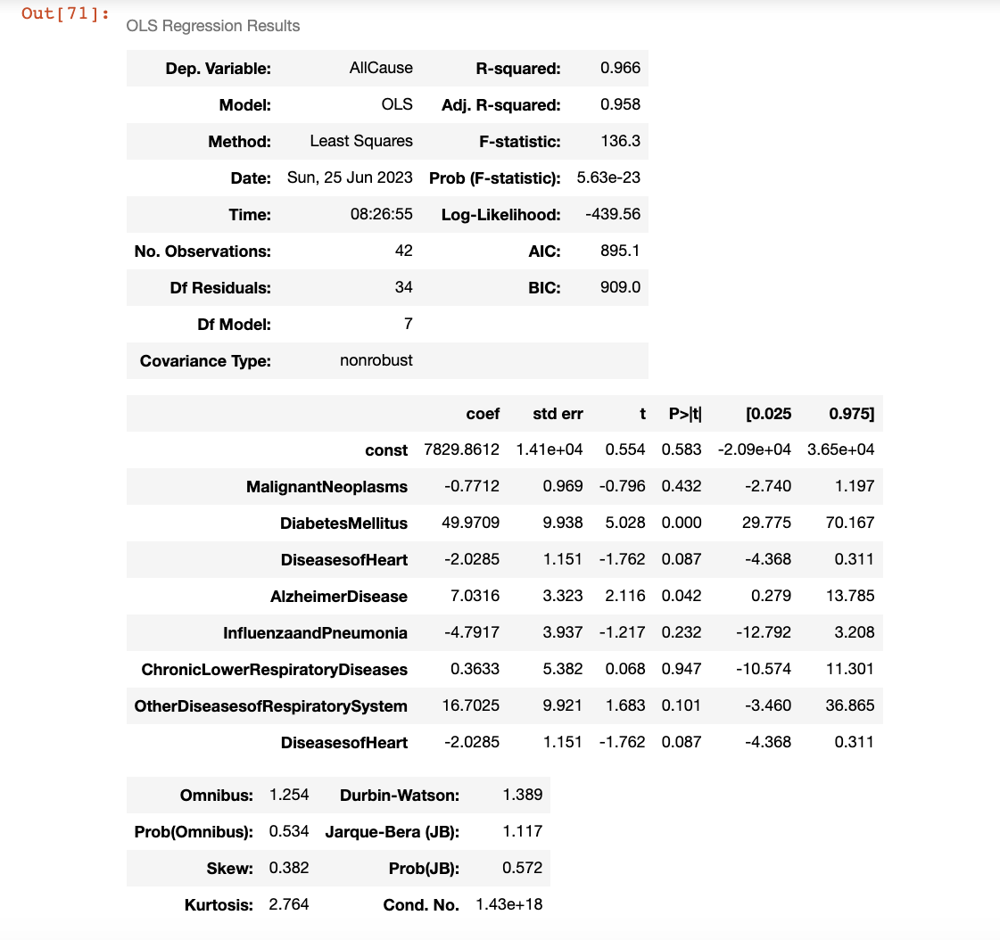 Out[71]:
OLS Regression Results
Dep. Variable: AllCause R-squared: 0.966
Model: OLS Adj. R-squared: 0.958
Method: Least Squares F-statistic: 136.3
Date: Sun, 25 Jun 2023 Prob (F-statistic): 5.63e-23
Time: 08:26:55 Log-Likelihood: -439.56
No. Observations: 42 AIC: 895.1
Df Residuals: 34 BIC: 909.0
Df Model: 7
Covariance Type: nonrobust
coef std err t P>|t| [0.025 0.975]
const 7829.8612 1.41e+04 0.554 0.583 -2.09e+04 3.65e+04
MalignantNeoplasms -0.7712 0.969 -0.796 0.432 -2.740 1.197
DiabetesMellitus 49.9709 9.938 5.028 0.000 29.775 70.167
DiseasesofHeart -2.0285 1.151 -1.762 0.087 -4.368 0.311
AlzheimerDisease 7.0316 3.323 2.116 0.042 0.279 13.785
InfluenzaandPneumonia -4.7917 3.937 -1.217 0.232 -12.792 3.208
ChronicLowerRespiratoryDiseases 0.3633 5.382 0.068 0.947 -10.574 11.301
OtherDiseasesofRespiratorySystem 16.7025 9.921 1.683 0.101 -3.460 36.865
DiseasesofHeart -2.0285 1.151 -1.762 0.087 -4.368 0.311
Omnibus: 1.254 Durbin-Watson: 1.389
Prob(Omnibus): 0.534 Jarque-Bera (JB): 1.117
Skew: 0.382 Prob(JB): 0.572
Kurtosis: 2.764 Cond. No. 1.43e+18